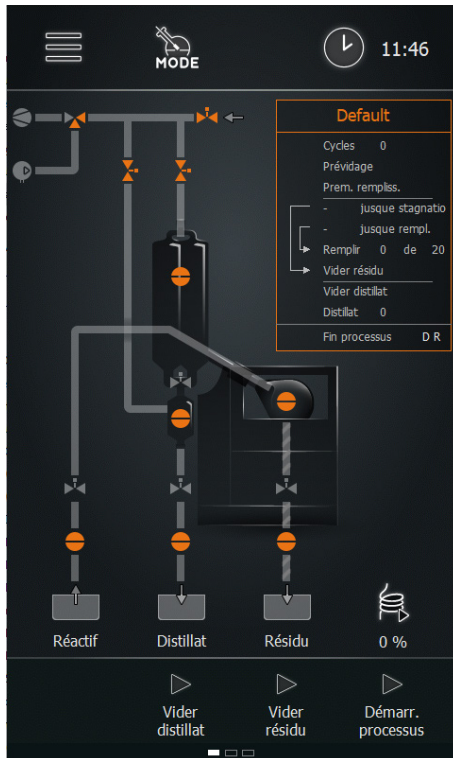 MODE
11:46
Default
Cycles 0
Prévidage
Prem. rempliss.
- jusque stagnatio
- jusque rempl.
Remplir 0 de 20
Vider résidu
Vider distillat
Distillat 0
Fin processus D R
Réactif
Distillat
Résidu
0 %
Vider
distillat
Vider
résidu
Démarr.
processus